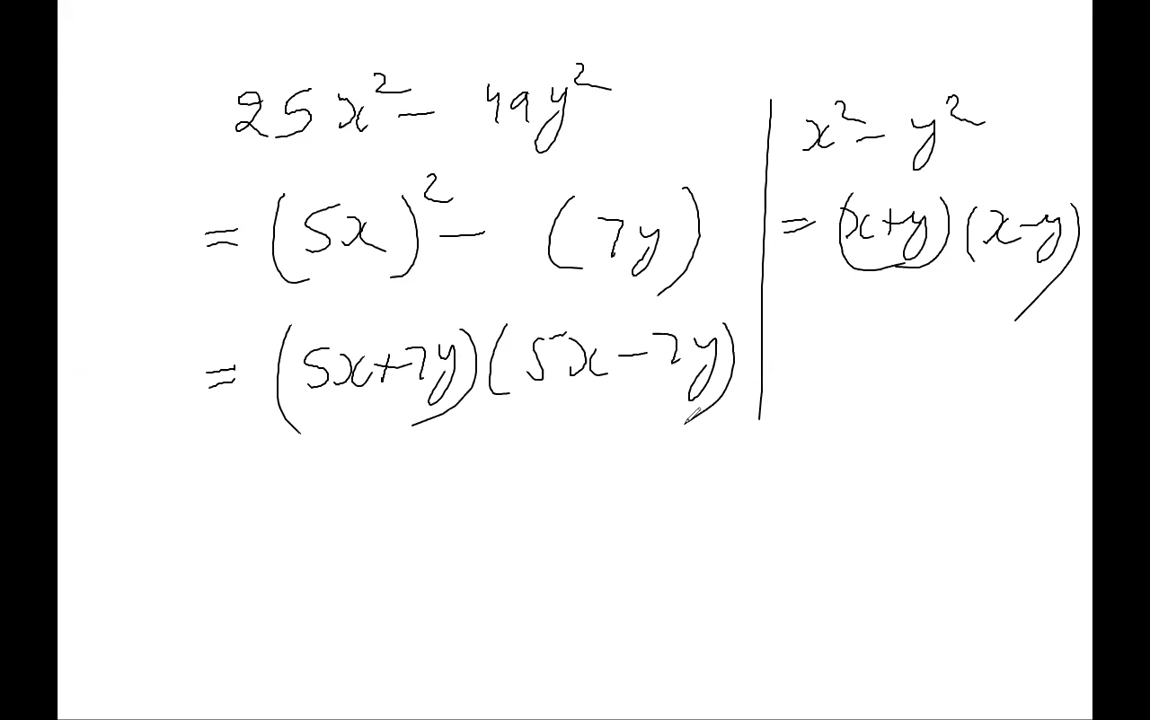 25x² - 49y²
= (5x)² - (7y)
= (5x+7y)(5x-7y)
x² - y²
= (x+y)(x-y)